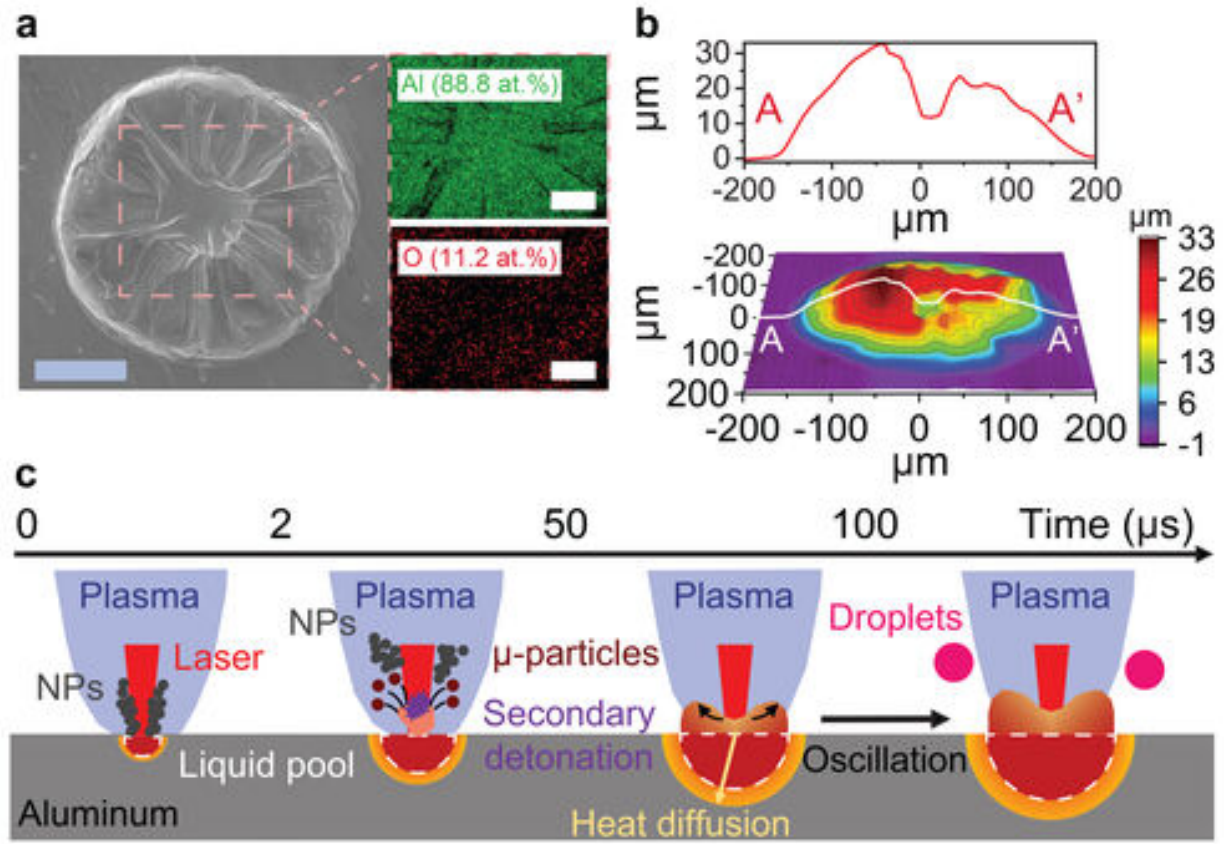 a
Al (88.8 at.%)
O (11.2 at.%)
b
30
20
10
0
µm
A
A'
-200 -100 0 100 200
µm
µm
-200
-100
0
100
200
µm
A
A'
-200 -100 0 100 200
µm
33
26
19
13
6
-1
c
0 2 50 100 Time (µs)
Plasma
Plasma
Plasma
Plasma
NPs
Laser
NPs
µ-particles
Secondary
detonation
Droplets
Liquid pool
Oscillation
Aluminum
Heat diffusion